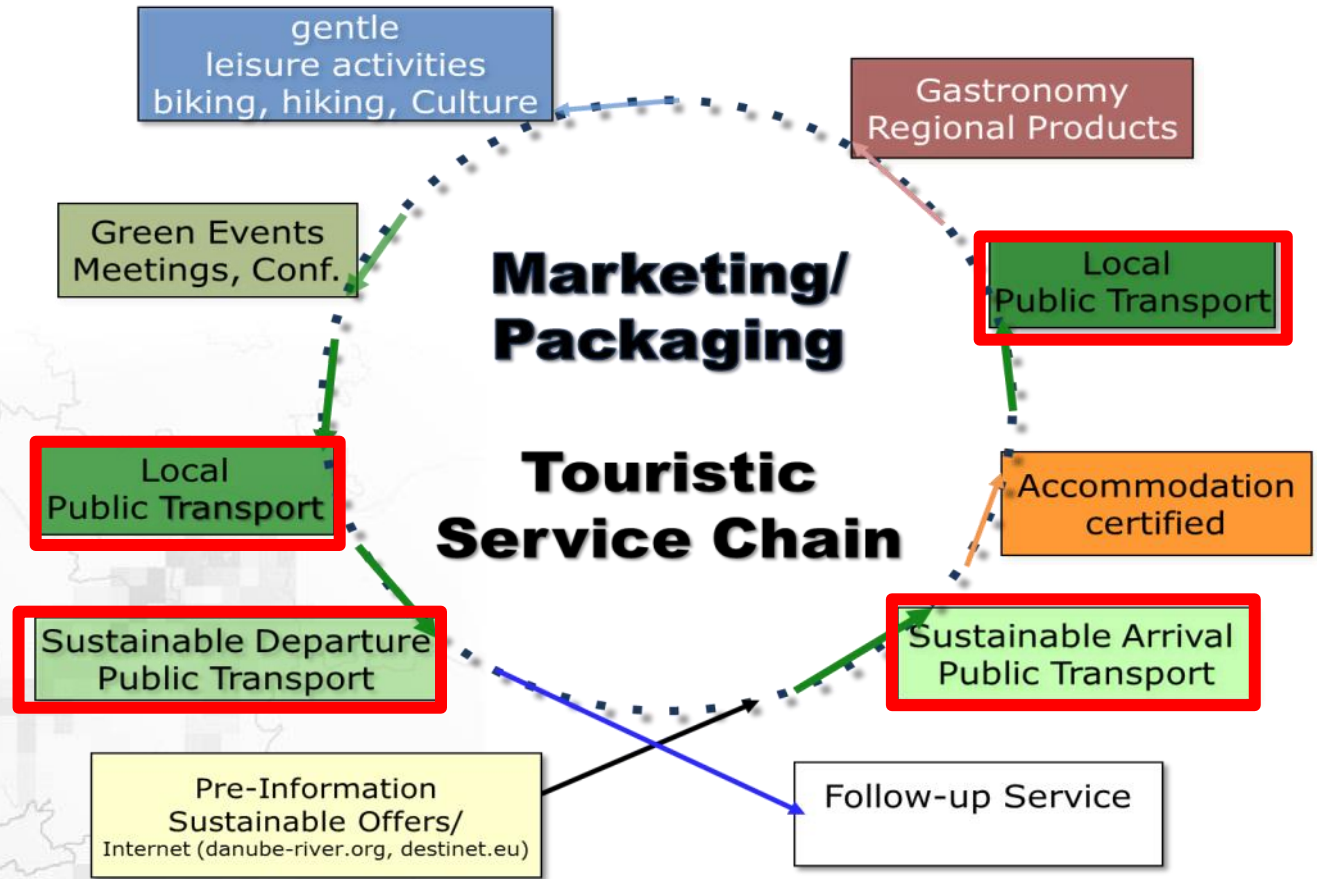 gentle
leisure activities
biking, hiking, Culture
Gastronomy
Regional Products
Green Events
Meetings, Conf.
Marketing/
Packaging
Local
Public Transport
Local
Public Transport
Touristic
Service Chain
Accommodation
certified
Sustainable Departure
Public Transport
Sustainable Arrival
Public Transport
Pre-Information
Sustainable Offers/
Internet (danube-river.org, destinet.eu)
Follow-up Service